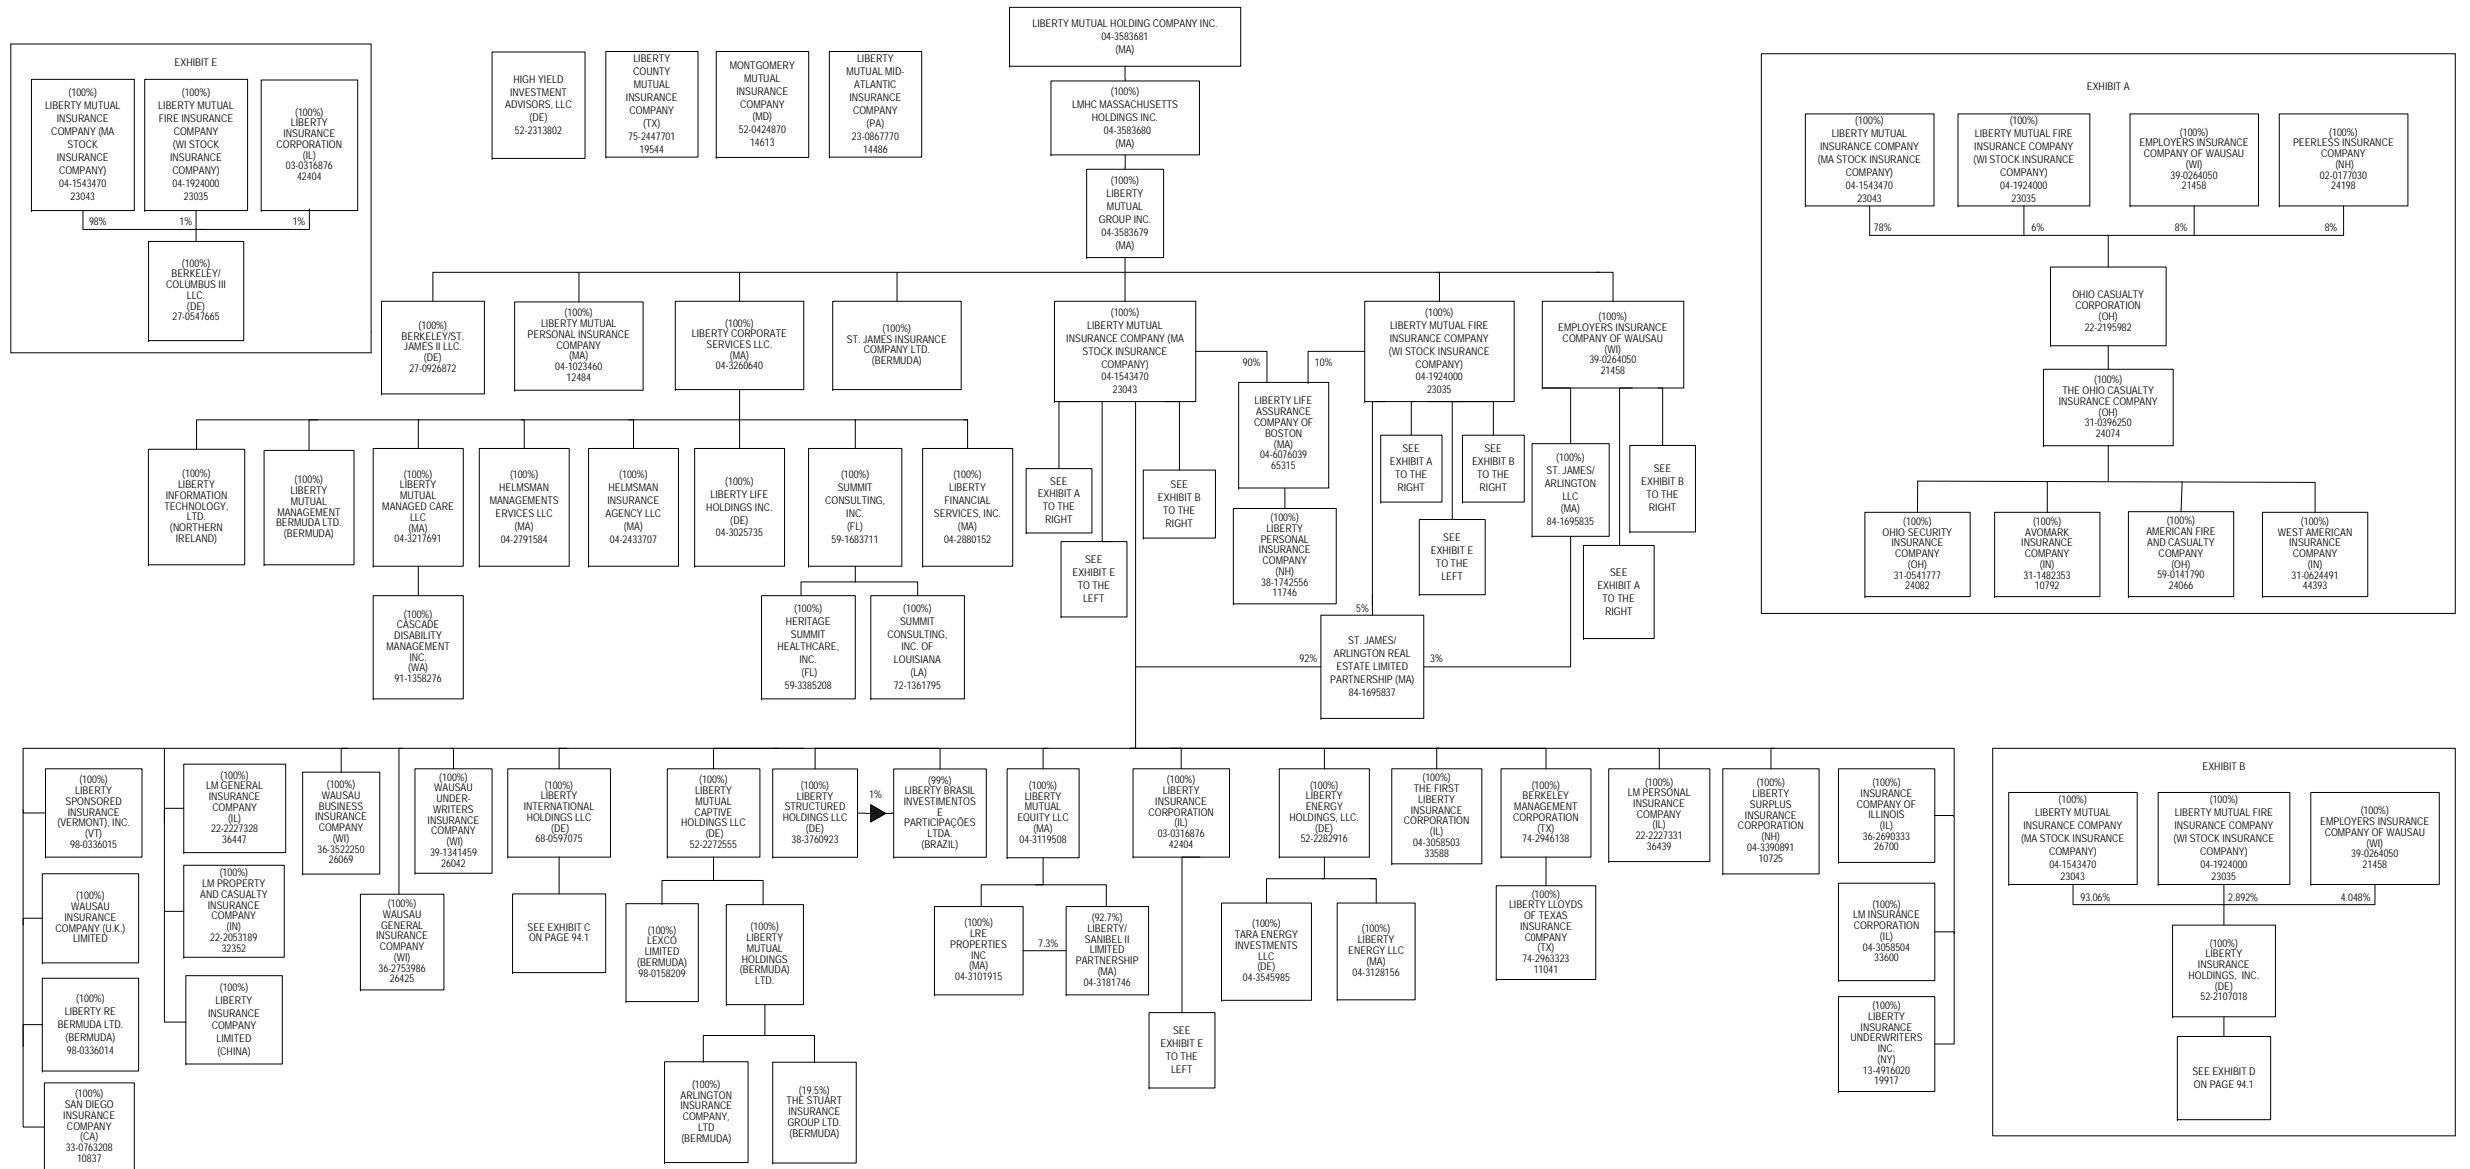 LIBERTY MUTUAL HOLDING COMPANY INC.
04-3583681
(MA)
EXHIBIT E
(100%)
LIBERTY MUTUAL
INSURANCE
COMPANY (MA
STOCK
INSURANCE
COMPANY)
04-1543470
23043
(100%)
LIBERTY MUTUAL
FIRE INSURANCE
COMPANY
(WI STOCK
INSURANCE
COMPANY)
04-1924000
23035
(100%)
LIBERTY
INSURANCE
CORPORATION
(IL)
03-0316876
42404
98%
1%
1%
(100%)
BERKELEY/
COLUMBUS III
LLC.
(DE)
27-0547665
HIGH YIELD
INVESTMENT
ADVISORS, LLC
(DE)
52-2313802
LIBERTY
COUNTY
MUTUAL
INSURANCE
COMPANY
(TX)
75-2447701
19544
MONTGOMERY
MUTUAL
INSURANCE
COMPANY
(MD)
52-0424870
14613
LIBERTY
MUTUAL MID-
ATLANTIC
INSURANCE
COMPANY
(PA)
23-0867770
14486
(100%)
LMHC MASSACHUSETTS
HOLDINGS INC.
04-3583680
(MA)
(100%)
LIBERTY
MUTUAL
GROUP INC.
04-3583679
(MA)
EXHIBIT A
(100%)
LIBERTY MUTUAL
INSURANCE COMPANY
(MA STOCK INSURANCE
COMPANY)
04-1543470
23043
(100%)
LIBERTY MUTUAL FIRE
INSURANCE COMPANY
(WI STOCK INSURANCE
COMPANY)
04-1924000
23035
(100%)
EMPLOYERS INSURANCE
COMPANY OF WAUSAU
(WI)
39-0264050
21458
(100%)
PEERLESS INSURANCE
COMPANY
(NH)
02-0177030
24198
78%
6%
8%
8%
OHIO CASUALTY
CORPORATION
(OH)
22-2195982
(100%)
THE OHIO CASUALTY
INSURANCE COMPANY
(OH)
31-0396250
24074
(100%)
OHIO SECURITY
INSURANCE
COMPANY
(OH)
31-0541777
24082
(100%)
AVOMARK
INSURANCE
COMPANY
(IN)
31-1482353
10792
(100%)
AMERICAN FIRE
AND CASUALTY
COMPANY
(OH)
59-0141790
24066
(100%)
WEST AMERICAN
INSURANCE
COMPANY
(IN)
31-0624491
44393
(100%)
BERKELEY/ST.
JAMES II LLC.
(DE)
27-0926872
(100%)
LIBERTY MUTUAL
PERSONAL INSURANCE
COMPANY
(MA)
04-1023460
12484
(100%)
LIBERTY CORPORATE
SERVICES LLC.
(MA)
04-3260640
(100%)
ST. JAMES INSURANCE
COMPANY LTD.
(BERMUDA)
(100%)
LIBERTY MUTUAL
INSURANCE COMPANY (MA
STOCK INSURANCE
COMPANY)
04-1543470
23043
90%
10%
(100%)
LIBERTY MUTUAL FIRE
INSURANCE COMPANY
(WI STOCK INSURANCE
COMPANY)
04-1924000
23035
(100%)
EMPLOYERS INSURANCE
COMPANY OF WAUSAU
(WI)
39-0264050
21458
LIBERTY LIFE
ASSURANCE
COMPANY OF
BOSTON
(MA)
04-6076039
65315
(100%)
LIBERTY
PERSONAL
INSURANCE
COMPANY
(NH)
38-1742556
11746
SEE
EXHIBIT A
TO THE
RIGHT
SEE
EXHIBIT E
TO THE
LEFT
SEE
EXHIBIT B
TO THE
RIGHT
SEE
EXHIBIT A
TO THE
RIGHT
SEE
EXHIBIT E
TO THE
LEFT
SEE
EXHIBIT B
TO THE
RIGHT
(100%)
ST. JAMES/
ARLINGTON
LLC
(MA)
84-1695835
SEE
EXHIBIT A
TO THE
RIGHT
SEE
EXHIBIT B
TO THE
RIGHT
5%
92%
3%
ST. JAMES/
ARLINGTON REAL
ESTATE LIMITED
PARTNERSHIP (MA)
84-1695837
(100%)
LIBERTY
INFORMATION
TECHNOLOGY,
LTD.
(NORTHERN
IRELAND)
(100%)
LIBERTY
MUTUAL
MANAGEMENT
BERMUDA LTD.
(BERMUDA)
(100%)
LIBERTY
MUTUAL
MANAGED CARE
LLC
(MA)
04-3217691
(100%)
HELMSMAN
MANAGEMENTS
ERVICES LLC
(MA)
04-2791584
(100%)
HELMSMAN
INSURANCE
AGENCY LLC
(MA)
04-2433707
(100%)
LIBERTY LIFE
HOLDINGS INC.
(DE)
04-3025735
(100%)
SUMMIT
CONSULTING,
INC.
(FL)
59-1683711
(100%)
LIBERTY
FINANCIAL
SERVICES, INC.
(MA)
04-2880152
(100%)
CASCADE
DISABILITY
MANAGEMENT
INC.
(WA)
91-1358276
(100%)
HERITAGE
SUMMIT
HEALTHCARE,
INC.
(FL)
59-3385208
(100%)
SUMMIT
CONSULTING,
INC. OF
LOUISIANA
(LA)
72-1361795
(100%)
LIBERTY
SPONSORED
INSURANCE
(VERMONT), INC.
(VT)
98-0336015
(100%)
WAUSAU
INSURANCE
COMPANY (U.K.)
LIMITED
(100%)
LIBERTY RE
BERMUDA LTD.
(BERMUDA)
98-0336014
(100%)
SAN DIEGO
INSURANCE
COMPANY
(CA)
33-0763208
10837
(100%)
LM GENERAL
INSURANCE
COMPANY
(IL)
22-2227328
36447
(100%)
LM PROPERTY
AND CASUALTY
INSURANCE
COMPANY
(IN)
22-2053189
32352
(100%)
LIBERTY
INSURANCE
COMPANY
LIMITED
(CHINA)
(100%)
WAUSAU
BUSINESS
INSURANCE
COMPANY
(WI)
36-3522250
26069
(100%)
WAUSAU
GENERAL
INSURANCE
COMPANY
(WI)
36-2753986
26425
(100%)
WAUSAU
UNDER-
WRITERS
INSURANCE
COMPANY
(WI)
39-1341459
26042
(100%)
LIBERTY
INTERNATIONAL
HOLDINGS LLC
(DE)
68-0597075
SEE EXHIBIT C
ON PAGE 94.1
(100%)
LIBERTY
MUTUAL
CAPTIVE
HOLDINGS LLC
(DE)
52-2272555
(100%)
LEXCO
LIMITED
(BERMUDA)
98-0158209
(100%)
LIBERTY
MUTUAL
HOLDINGS
(BERMUDA)
LTD.
(100%)
ARLINGTON
INSURANCE
COMPANY,
LTD
(BERMUDA)
(19.5%)
THE STUART
INSURANCE
GROUP LTD.
(BERMUDA)
(100%)
LIBERTY
STRUCTURED
HOLDINGS LLC
(DE)
38-3760923
1%
(99%)
LIBERTY BRASIL
INVESTIMENTOS
E
PARTICIPAÇÕES
LTDA.
(BRAZIL)
(100%)
LIBERTY
MUTUAL
EQUITY LLC
(MA)
04-3119508
(100%)
LRE
PROPERTIES
INC
(MA)
04-3101915
7.3%
(92.7%)
LIBERTY/
SANIBEL II
LIMITED
PARTNERSHIP
(MA)
04-3181746
(100%)
LIBERTY
INSURANCE
CORPORATION
(IL)
03-0316876
42404
SEE
EXHIBIT E
TO THE
LEFT
(100%)
LIBERTY
ENERGY
HOLDINGS, LLC.
(DE)
52-2282916
(100%)
TARA ENERGY
INVESTMENTS
LLC
(DE)
04-3545985
(100%)
LIBERTY
ENERGY LLC
(MA)
04-3128156
(100%)
THE FIRST
LIBERTY
INSURANCE
CORPORATION
(IL)
04-3058503
33588
(100%)
BERKELEY
MANAGEMENT
CORPORATION
(TX)
74-2946138
(100%)
LIBERTY LLOYDS
OF TEXAS
INSURANCE
COMPANY
(TX)
74-2963323
11041
(100%)
LM PERSONAL
INSURANCE
COMPANY
(IL)
22-2227331
36439
(100%)
LIBERTY
SURPLUS
INSURANCE
CORPORATION
(NH)
04-3390891
10725
(100%)
INSURANCE
COMPANY OF
ILLINOIS
(IL)
36-2690333
26700
(100%)
LM INSURANCE
CORPORATION
(IL)
04-3058504
33600
(100%)
LIBERTY
INSURANCE
UNDERWRITERS
INC.
(NY)
13-4916020
19917
EXHIBIT B
(100%)
LIBERTY MUTUAL
INSURANCE COMPANY
(MA STOCK INSURANCE
COMPANY)
04-1543470
23043
(100%)
LIBERTY MUTUAL FIRE
INSURANCE COMPANY
(WI STOCK INSURANCE
COMPANY)
04-1924000
23035
(100%)
EMPLOYERS INSURANCE
COMPANY OF WAUSAU
(WI)
39-0264050
21458
93.06%
2.892%
4.048%
(100%)
LIBERTY
INSURANCE
HOLDINGS, INC.
(DE)
52-2107018
SEE EXHIBIT D
ON PAGE 94.1